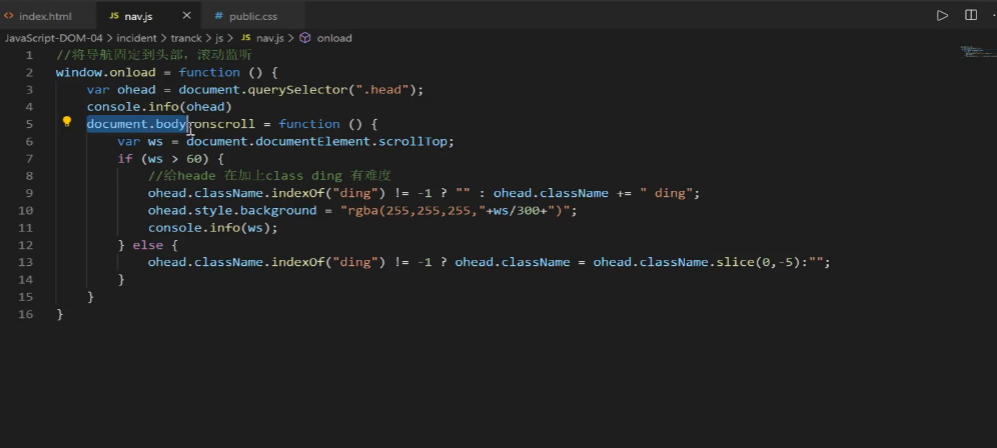 index.html
JS nav.js ×
# public.css
JavaScript-DOM-04 > incident > tranck > js > JS nav.js > onload
1 //将导航固定到头部，滚动监听
2 window.onload = function () {
3 var ohead = document.querySelector(".head");
4 console.info(ohead)
5 document.body.onscroll = function () {
6 var ws = document.documentElement.scrollTop;
7 if (ws > 60) {
8 //给heade 在加上class ding 有难度
9 ohead.className.indexOf("ding") != -1 ? "" : ohead.className += " ding";
10 ohead.style.background = "rgba(255,255,255,"+ws/300+")";
11 console.info(ws);
12 } else {
13 ohead.className.indexOf("ding") != -1 ? ohead.className = ohead.className.slice(0,-5):"";
14 }
15 }
16 }